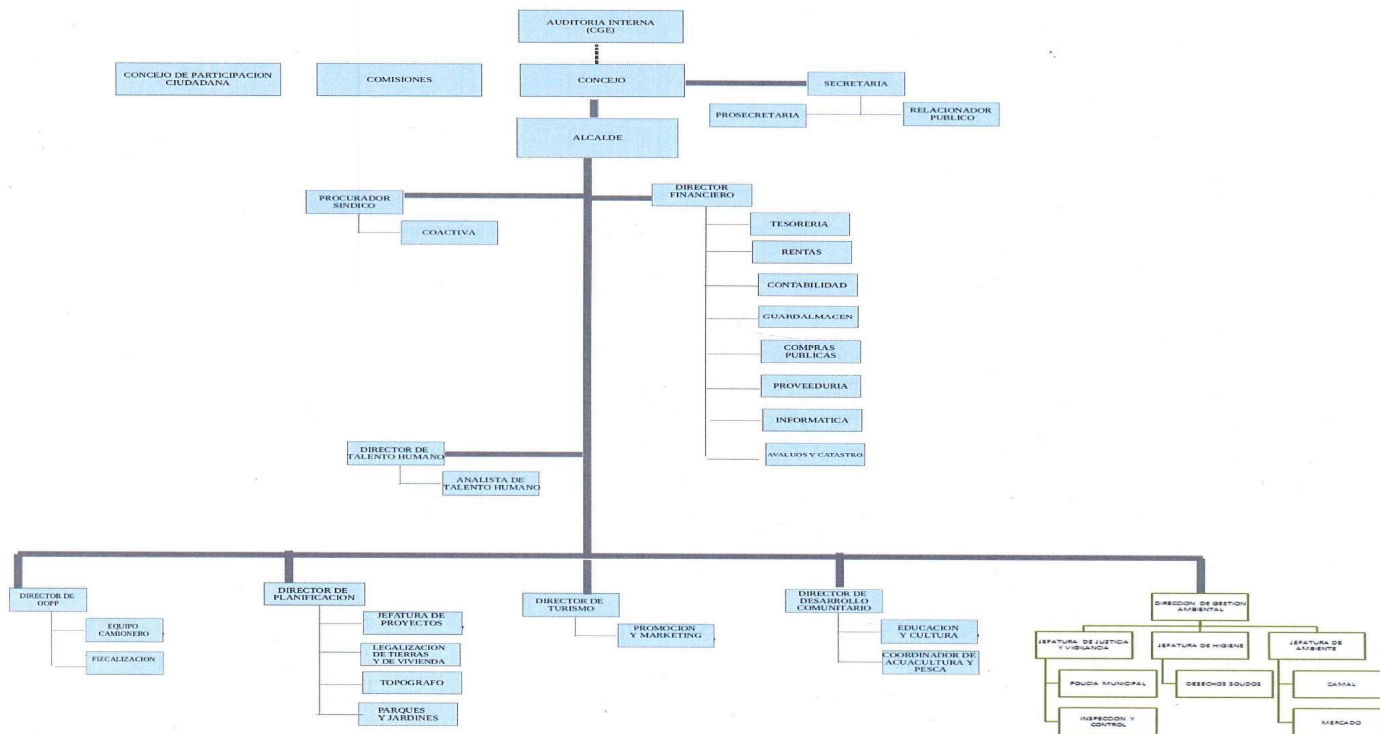 AUDITORIA INTERNA
(CGE)
CONCEJO DE PARTICIPACION
CIUDADANA
COMISIONES
CONCEJO
SECRETARIA
PROSECRETARIA
RELACIONADOR
PUBLICO
ALCALDE
PROCURADOR
SINDICO
COACTIVA
DIRECTOR
FINANCIERO
TESORERIA
RENTAS
CONTABILIDAD
GUARDALMACEN
COMPRAS
PUBLICAS
PROVEEDURIA
INFORMATICA
AVALUOS Y CATASTRO
DIRECTOR DE
TALENTO HUMANO
ANALISTA DE
TALENTO HUMANO
DIRECTOR DE
OOPP
EQUIPO
CAMIONERO
FIZCALIZACION
DIRECTOR DE
PLANIFICACION
JEFATURA DE
PROYECTOS
LEGALIZACION
DE TIERRAS
Y DE VIVIENDA
TOPOGRAFO
PARQUES
Y JARDINES
DIRECTOR DE
TURISMO
PROMOCION
Y MARKETING
DIRECTOR DE
DESARROLLO
COMUNITARIO
EDUCACION
Y CULTURA
COORDINADOR DE
ACUACULTURA Y
PESCA
DIRECCION DE GESTION
AMBIENTAL
JEFATURA DE JUSTICIA
Y VIGILANCIA
POLICIA MUNICIPAL
INSPECCION Y
CONTROL
JEFATURA DE HIGIENE
DESECHOS SOLIDOS
JEFATURA DE
AMBIENTE
CAMAL
MERCADO